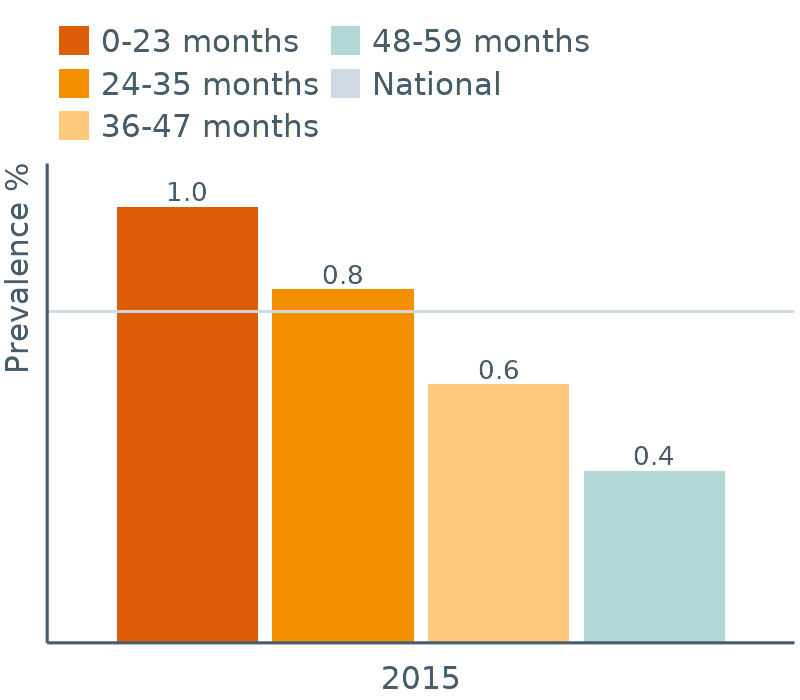 0-23 months
24-35 months
36-47 months
48-59 months
National
Prevalence %
1.0
0.8
0.6
0.4
2015